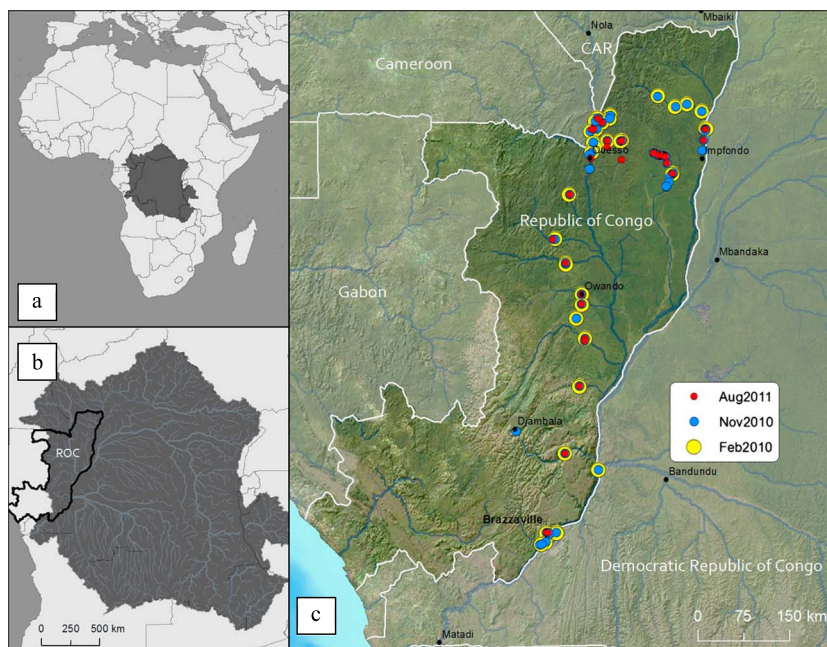 a
b
ROC
0 250 500 km
Nola
Mbaiki
CAR
Cameroon
Ouesso
Impfondo
Republic of Congo
Mbandaka
Gabon
Owando
Aug2011
Nov2010
Feb2010
Djambala
Bandundu
Brazzaville
Democratic Republic of Congo
c
0 75 150 km
Matadi